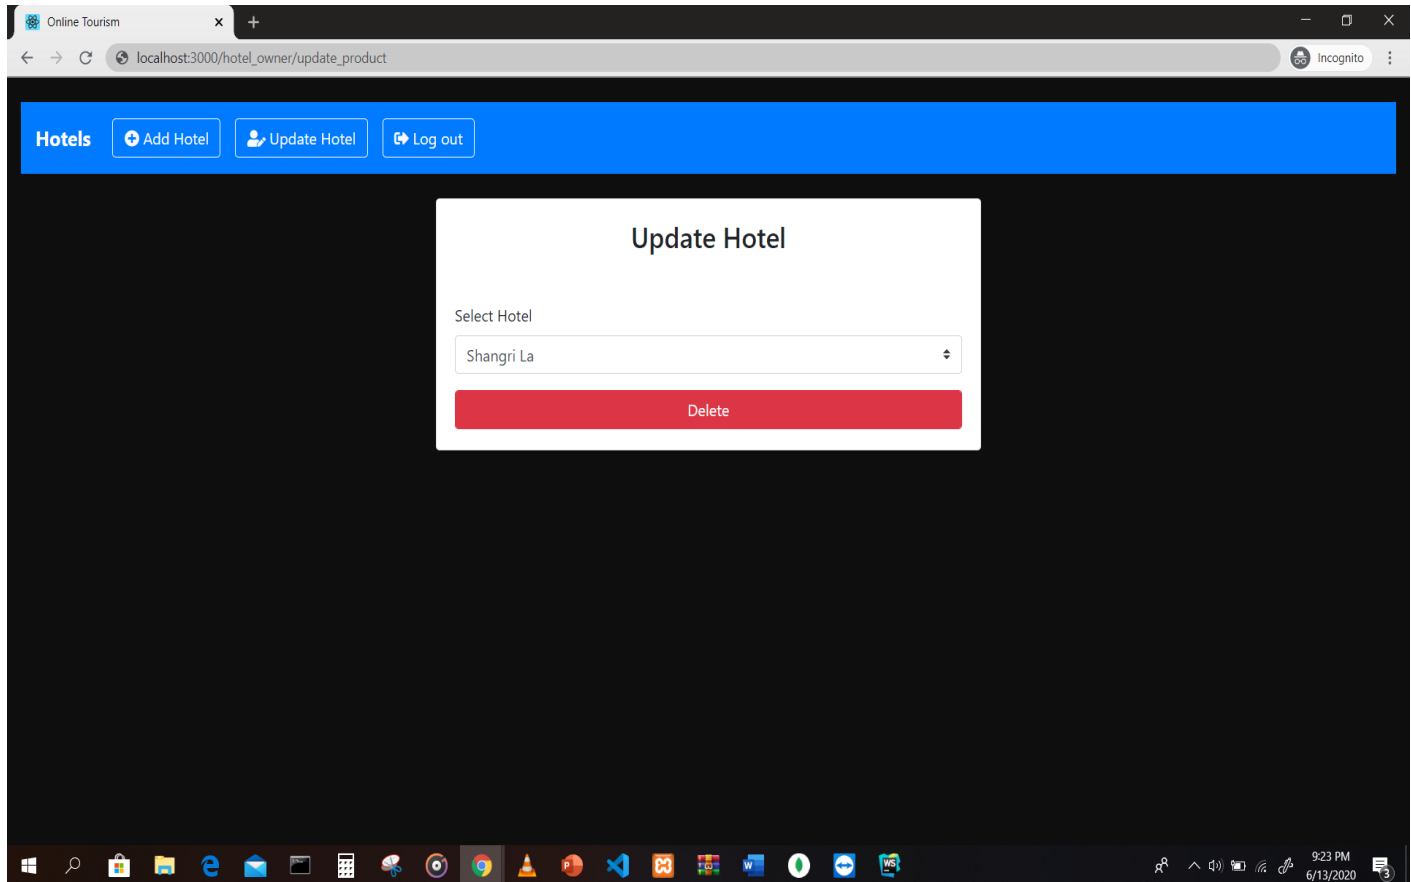 Online Tourism
localhost:3000/hotel_owner/update_product
Incognito
Hotels Add Hotel Update Hotel Log out
Update Hotel
Select Hotel
Shangri La
Delete
9:23 PM
6/13/2020
3